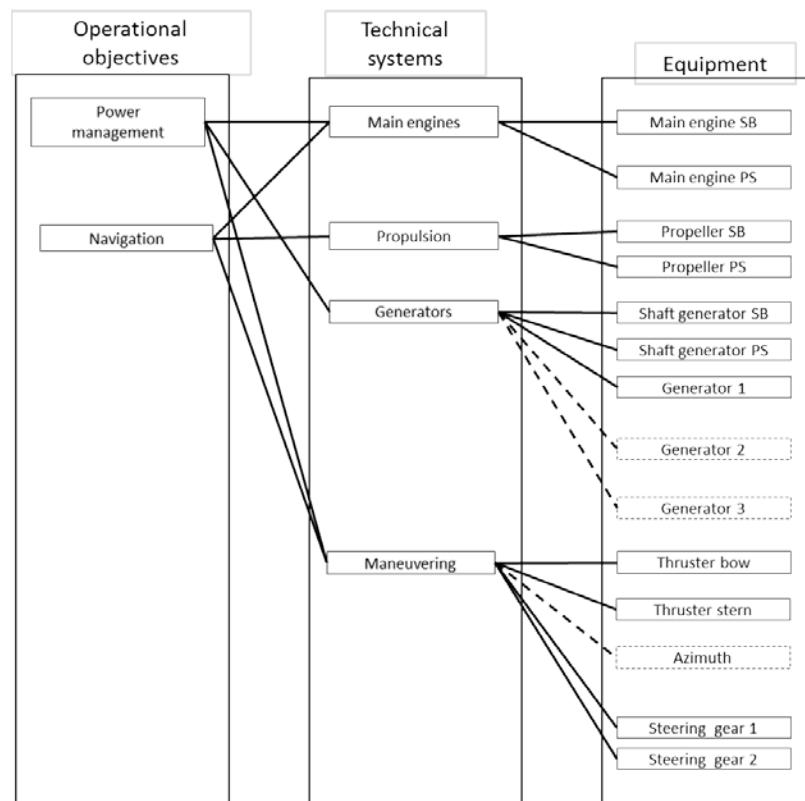 Operational
objectives
Technical
systems
Equipment
Power
management
Navigation
Main engines
Propulsion
Generators
Maneuvering
Main engine SB
Main engine PS
Propeller SB
Propeller PS
Shaft generator SB
Shaft generator PS
Generator 1
Generator 2
Generator 3
Thruster bow
Thruster stern
Azimuth
Steering gear 1
Steering gear 2